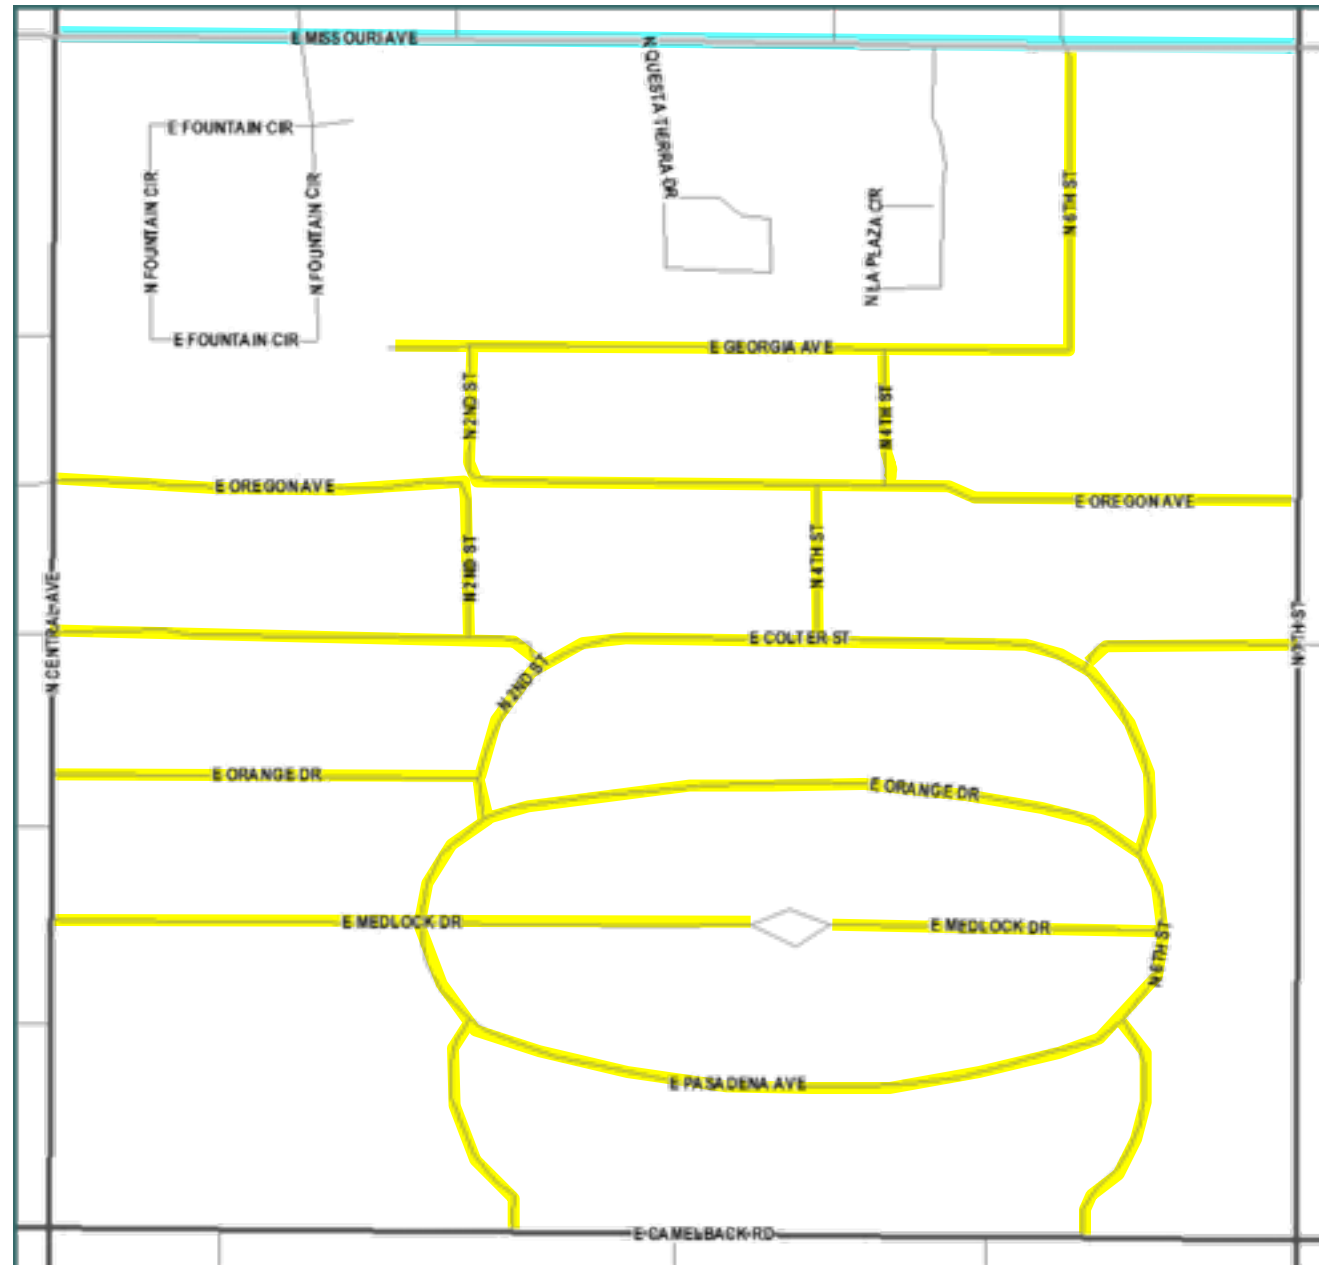 E MISSOURI AVE
N QUESTA TIERRA DR
E FOUNTAIN CIR
N FOUNTAIN CIR
N FOUNTAIN CIR
N LA PLAZA CIR
N 6TH ST
E FOUNTAIN CIR
E GEORGIA AVE
N 2ND ST
N 4TH ST
E OREGON AVE
E OREGON AVE
N 2ND ST
N 4TH ST
N CENTRAL AVE
N 7TH ST
E COLTER ST
N 2ND ST
E ORANGE DR
E ORANGE DR
E MEDLOCK DR
E MEDLOCK DR
N 6TH ST
E PASADENA AVE
E CAMELBACK RD